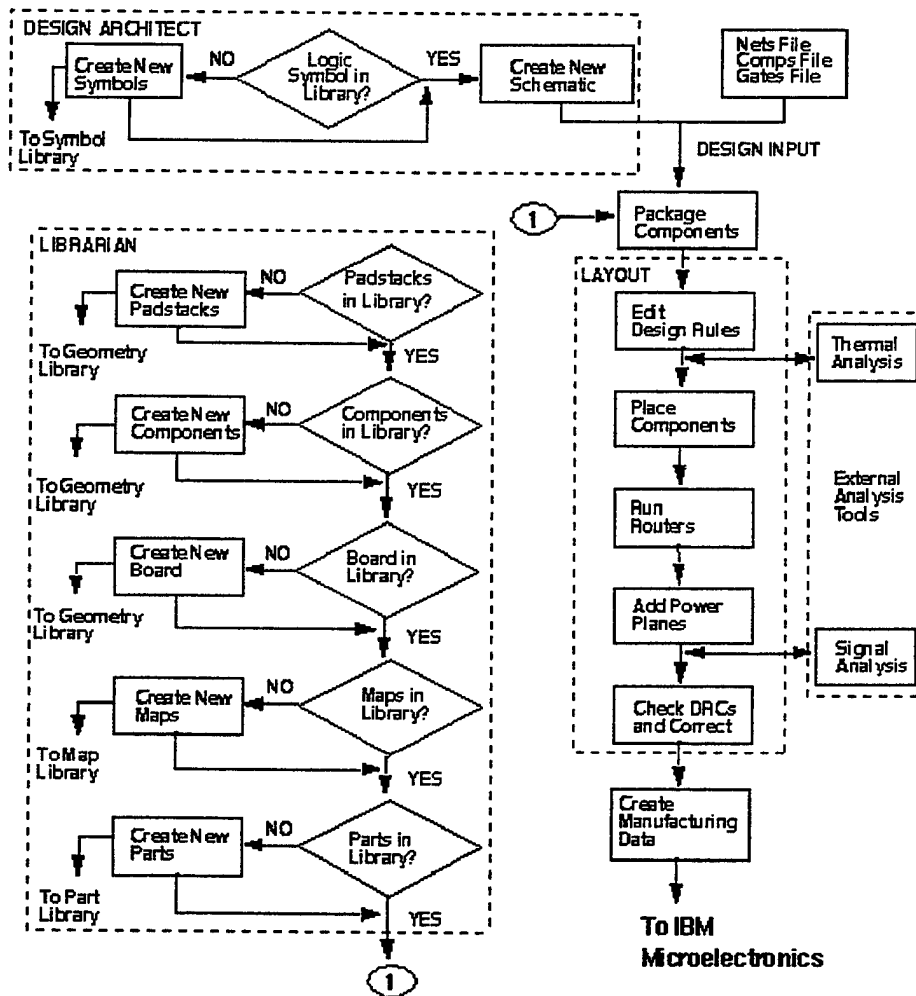 DESIGN ARCHITECT
Create New
Symbols
NO
Logic
Symbol in
Library?
YES
Create New
Schematic
To Symbol
Library
Nets File
Comps File
Gates File
DESIGN INPUT
1
Package
Components
LIBRARIAN
Create New
Padstacks
NO
Padstacks
in Library?
YES
To Geometry
Library
Create New
Components
NO
Components
in Library?
YES
To Geometry
Library
Create New
Board
NO
Board in
Library?
YES
To Geometry
Library
Create New
Maps
NO
Maps in
Library?
YES
To Map
Library
Create New
Parts
NO
Parts in
Library?
YES
To Part
Library
1
LAYOUT
Edit
Design Rules
Thermal
Analysis
Place
Components
External
Analysis
Tools
Run
Routers
Add Power
Planes
Signal
Analysis
Check DRCs
and Correct
Create
Manufacturing
Data
To IBM
Microelectronics